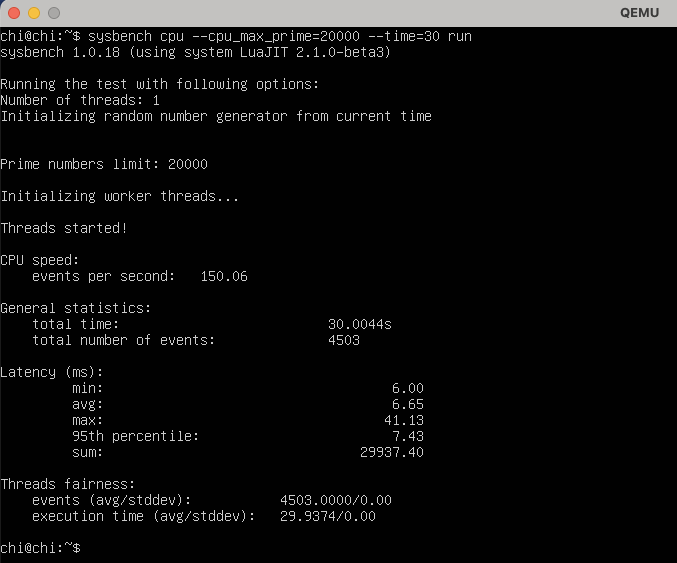 QEMU
chi@chi:~$ sysbench cpu --cpu_max_prime=20000 --time=30 run
sysbench 1.0.18 (using system LuaJIT 2.1.0-beta3)
Running the test with following options:
Number of threads: 1
Initializing random number generator from current time
Prime numbers limit: 20000
Initializing worker threads...
Threads started!
CPU speed:
    events per second:   150.06
General statistics:
    total time:                          30.0044s
    total number of events:              4503
Latency (ms):
         min:                                    6.00
         avg:                                    6.65
         max:                                   41.13
         95th percentile:                        7.43
         sum:                                29937.40
Threads fairness:
    events (avg/stddev):           4503.0000/0.00
    execution time (avg/stddev):   29.9374/0.00
chi@chi:~$